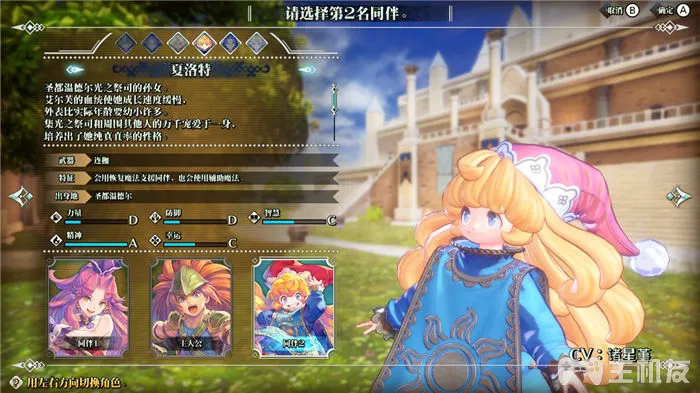 请选择第2名同伴。
取消 B 确定 A
夏洛特
圣都温德尔光之祭司的孙女
艾尔芙的血统使她成长速度缓慢，
外表比实际年龄要幼小许多
集光之祭司和周围其他人的万千宠爱于一身，
培养出了她纯真直率的性格
武器 连枷
特征 会用恢复魔法支援同伴，也会使用辅助魔法。
出身地 圣都温德尔
力量 D 防御 D 智慧 C
精神 A 幸运 C
同伴1 主人公 同伴2
CV：诸星堇
主机友
? 用左右方向切换角色。